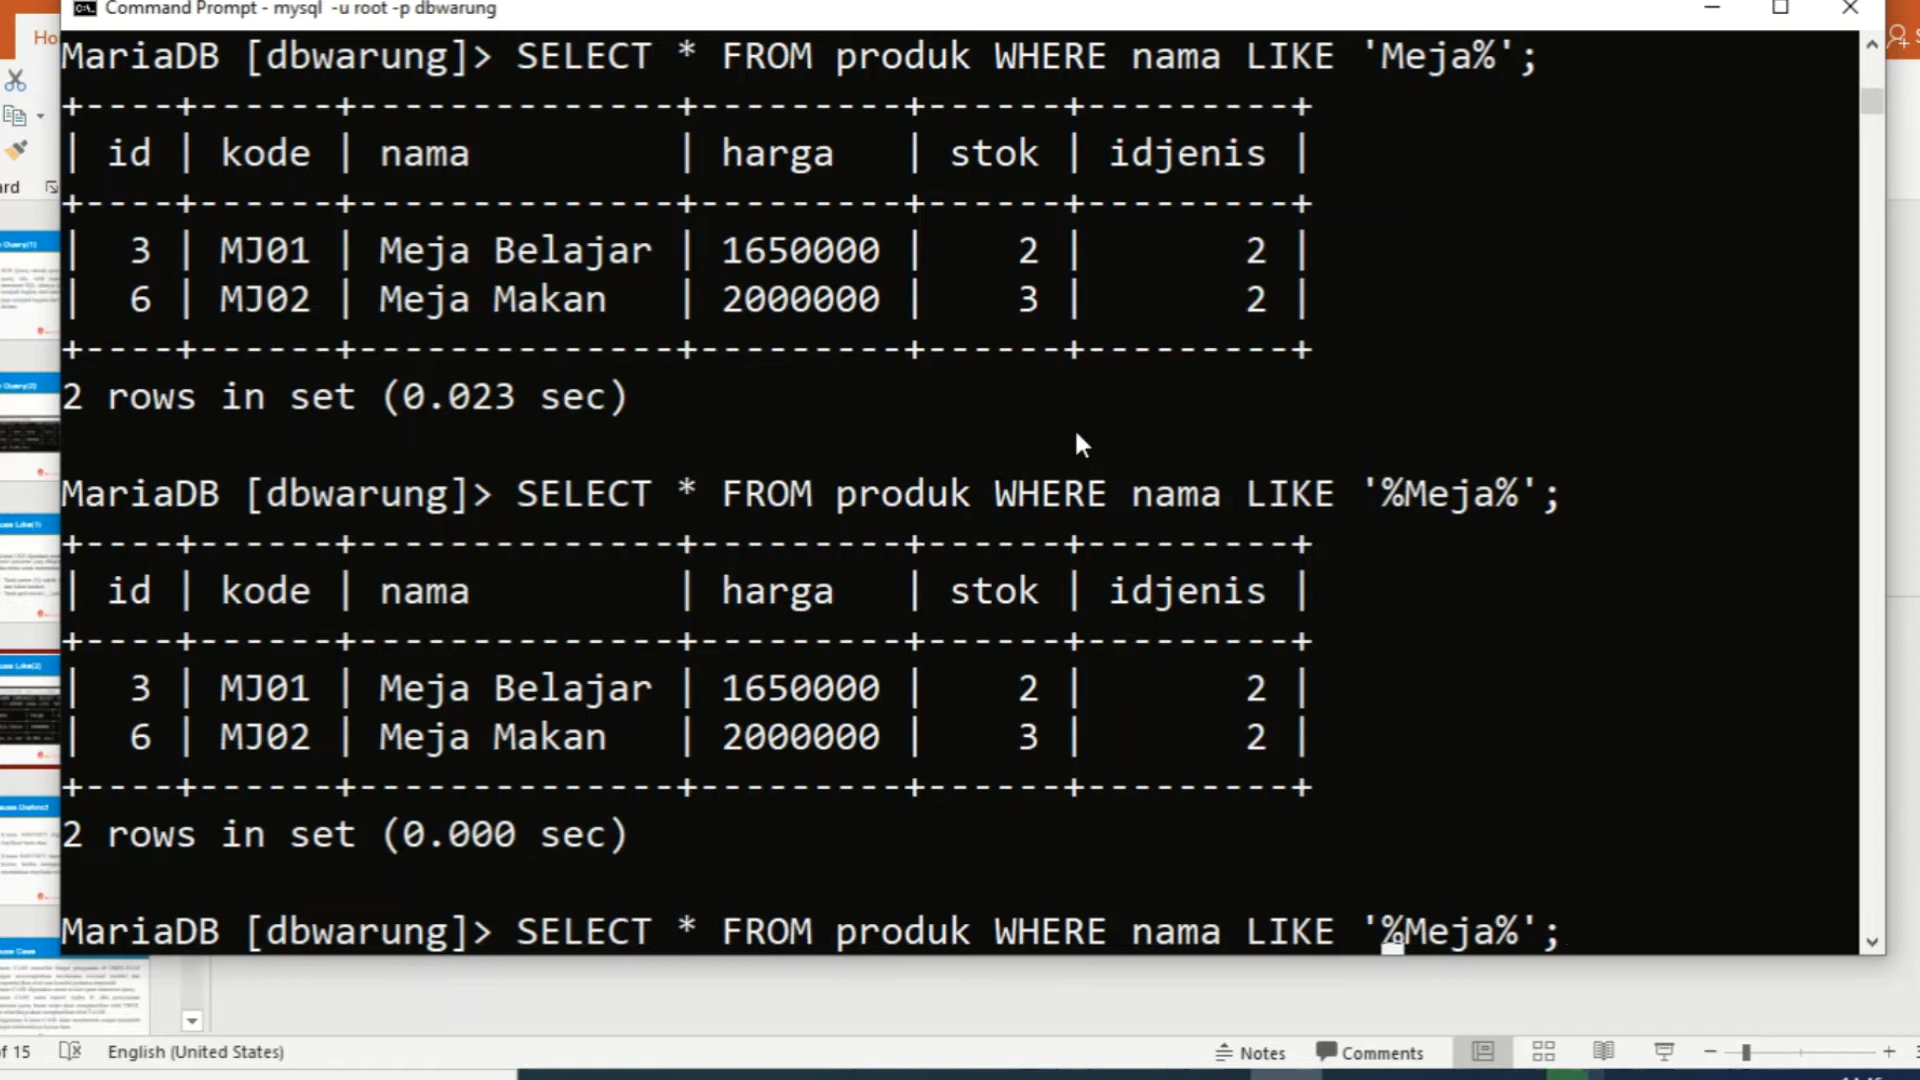 Command Prompt - mysql -u root -p dbwarung
Ho
MariaDB [dbwarung]> SELECT * FROM produk WHERE nama LIKE 'Meja%';
+----+------+--------------+---------+------+---------+
| id | kode | nama         | harga   | stok | idjenis |
+----+------+--------------+---------+------+---------+
|  3 | MJ01 | Meja Belajar | 1650000 |    2 |       2 |
|  6 | MJ02 | Meja Makan   | 2000000 |    3 |       2 |
+----+------+--------------+---------+------+---------+
2 rows in set (0.023 sec)
MariaDB [dbwarung]> SELECT * FROM produk WHERE nama LIKE '%Meja%';
+----+------+--------------+---------+------+---------+
| id | kode | nama         | harga   | stok | idjenis |
+----+------+--------------+---------+------+---------+
|  3 | MJ01 | Meja Belajar | 1650000 |    2 |       2 |
|  6 | MJ02 | Meja Makan   | 2000000 |    3 |       2 |
+----+------+--------------+---------+------+---------+
2 rows in set (0.000 sec)
MariaDB [dbwarung]> SELECT * FROM produk WHERE nama LIKE '%Meja%';
ard
f 15 English (United States) Notes Comments